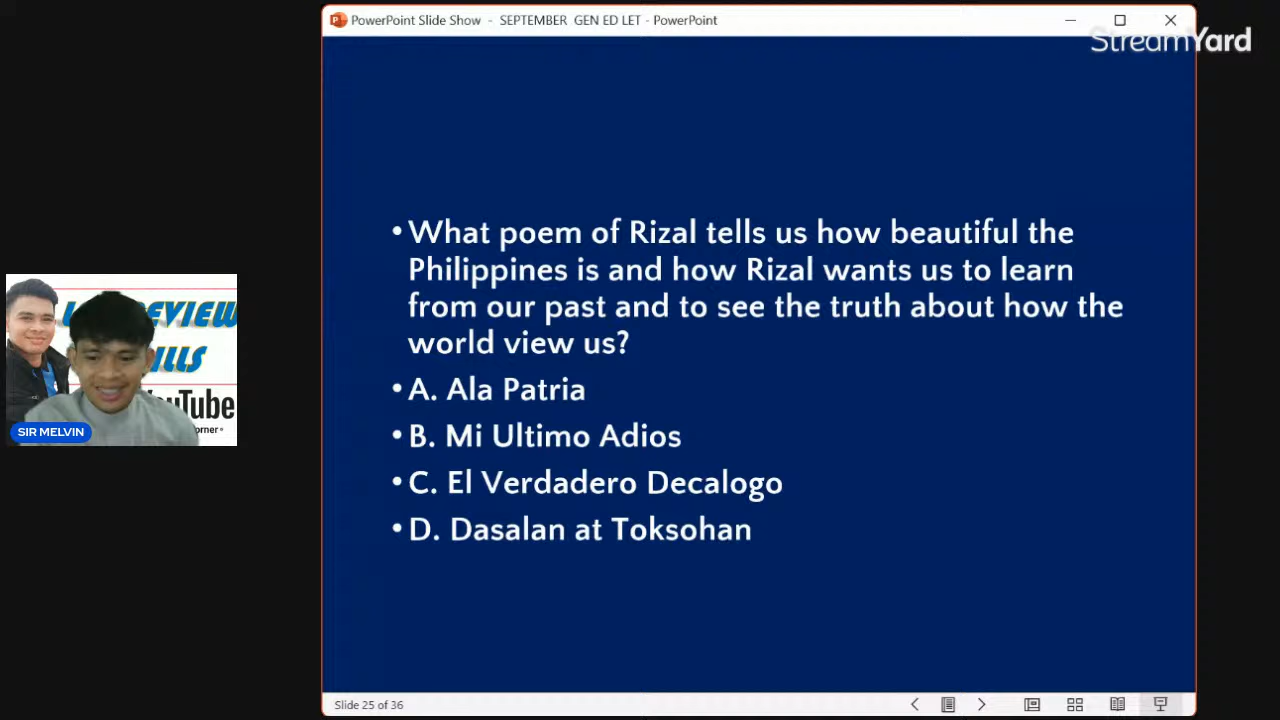 PowerPoint Slide Show - SEPTEMBER GEN ED LET - PowerPoint
StreamYard
• What poem of Rizal tells us how beautiful the
Philippines is and how Rizal wants us to learn
from our past and to see the truth about how the
world view us?
• A. Ala Patria
• B. Mi Ultimo Adios
• C. El Verdadero Decalogo
• D. Dasalan at Toksohan
SIR MELVIN
Slide 25 of 36